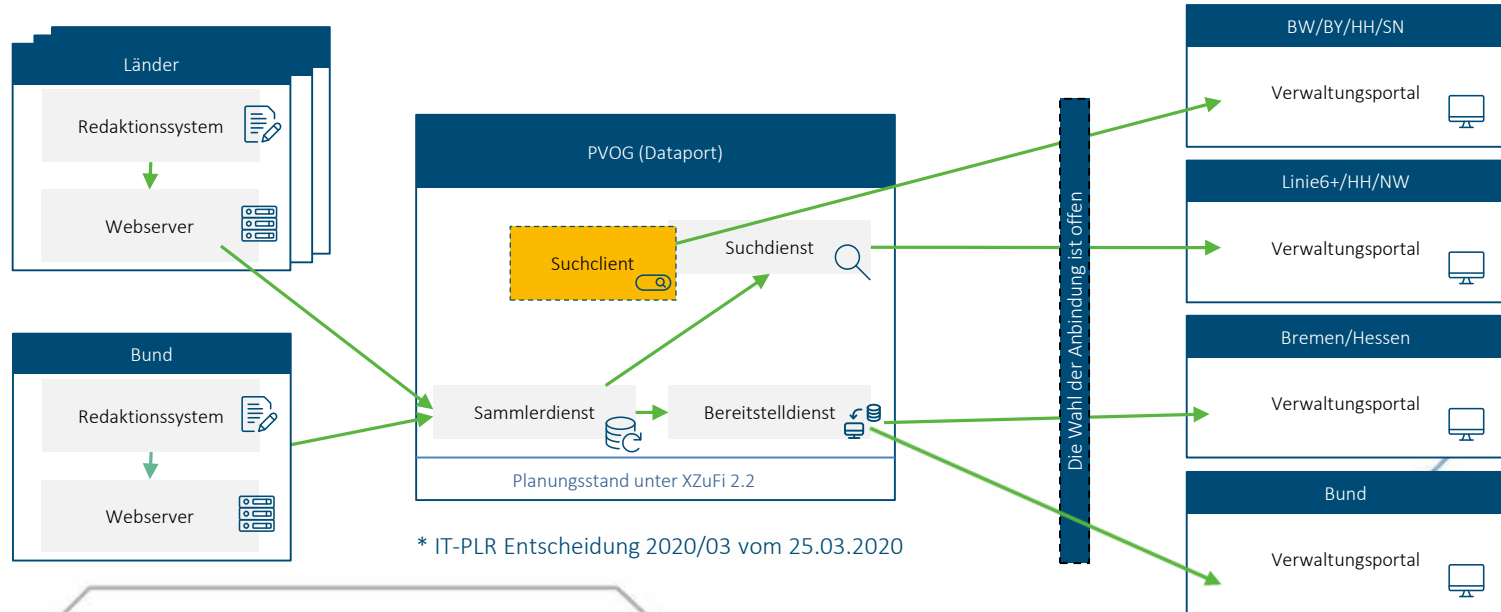 Länder
Redaktionssystem
Webserver
Bund
Redaktionssystem
Webserver
PVOG (Dataport)
Suchclient
Suchdienst
Sammlerdienst
Bereitstelldienst
Planungsstand unter XZuFi 2.2
* IT-PLR Entscheidung 2020/03 vom 25.03.2020
Die Wahl der Anbindung ist offen
BW/BY/HH/SN
Verwaltungsportal
Linie6+/HH/NW
Verwaltungsportal
Bremen/Hessen
Verwaltungsportal
Bund
Verwaltungsportal